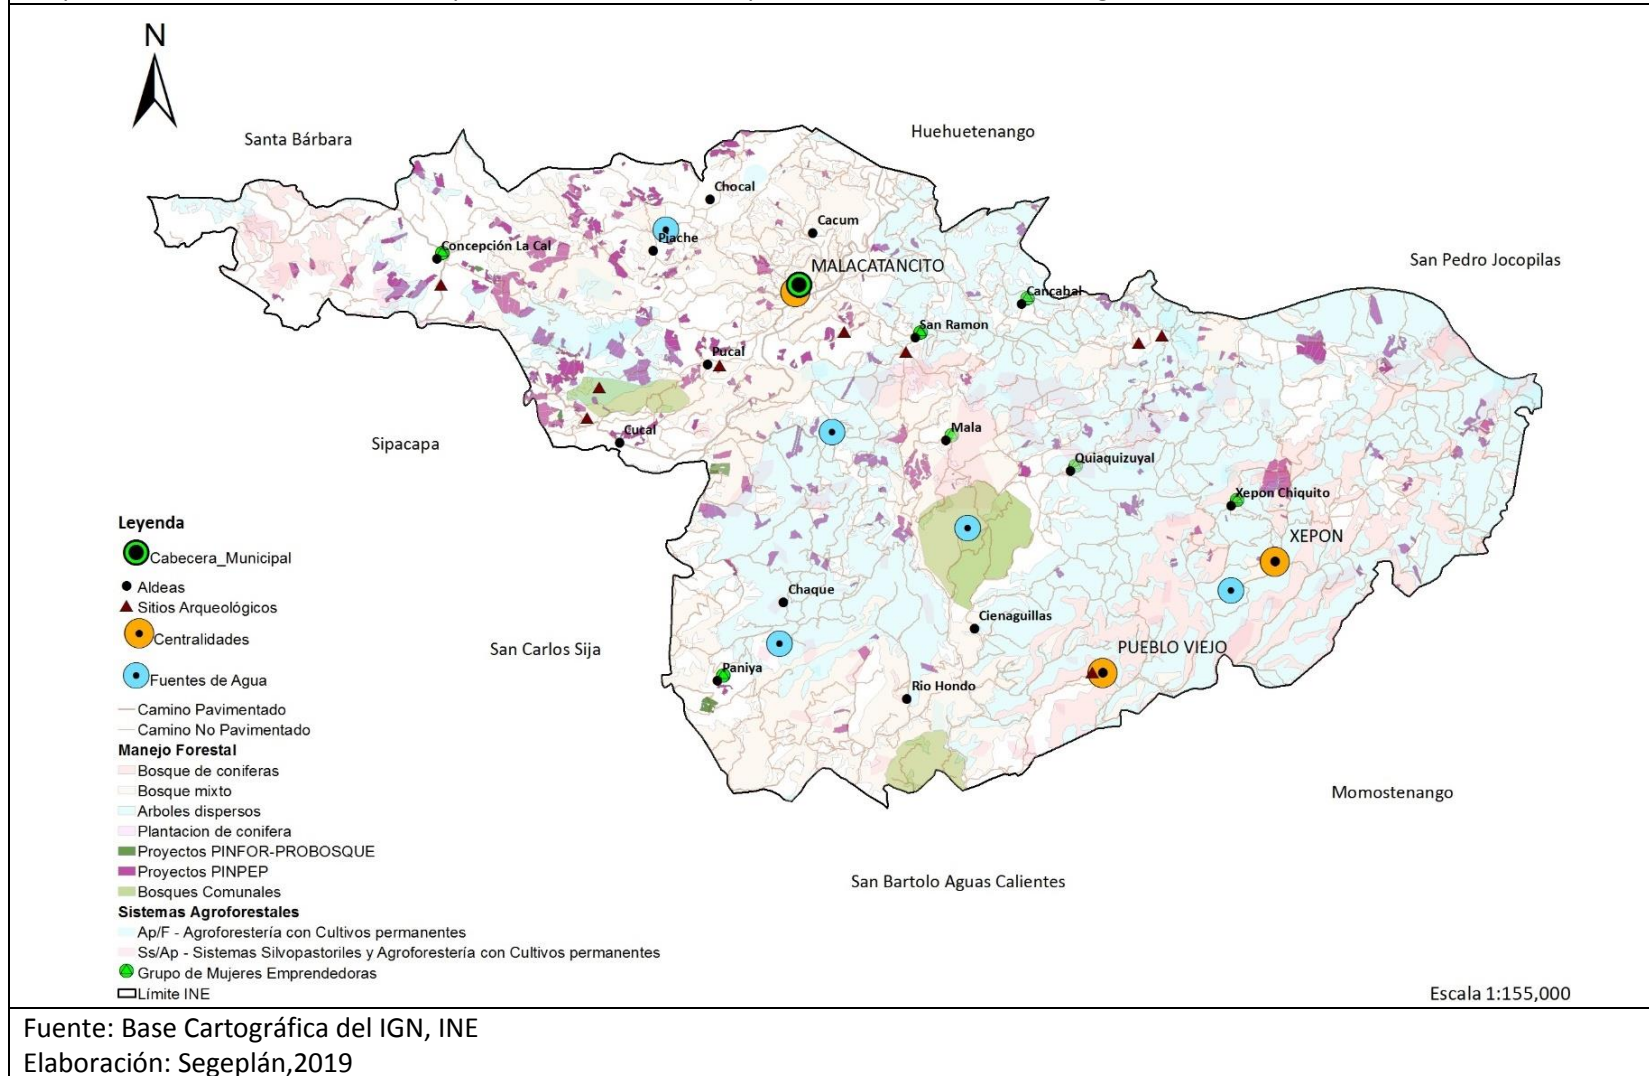 N
Santa Bárbara
Huehuetenango
Chocal
Cacum
Piache
Concepción La Cal
MALACATANCITO
San Pedro Jocopilas
Cancabal
San Ramon
Pucal
Sipacapa
Cucal
Mala
Quiaquizuyal
Xepon Chiquito
XEPON
Chaque
Cienaguillas
San Carlos Sija
PUEBLO VIEJO
Paniya
Rio Hondo
Momostenango
San Bartolo Aguas Calientes
Leyenda
Cabecera_Municipal
Aldeas
Sitios Arqueológicos
Centralidades
Fuentes de Agua
Camino Pavimentado
Camino No Pavimentado
Manejo Forestal
Bosque de coniferas
Bosque mixto
Arboles dispersos
Plantacion de conifera
Proyectos PINFOR-PROBOSQUE
Proyectos PINPEP
Bosques Comunales
Sistemas Agroforestales
Ap/F - Agroforestería con Cultivos permanentes
Ss/Ap - Sistemas Silvopastoriles y Agroforestería con Cultivos permanentes
Grupo de Mujeres Emprendedoras
Límite INE
Escala 1:155,000
Fuente: Base Cartográfica del IGN, INE
Elaboración: Segeplán,2019